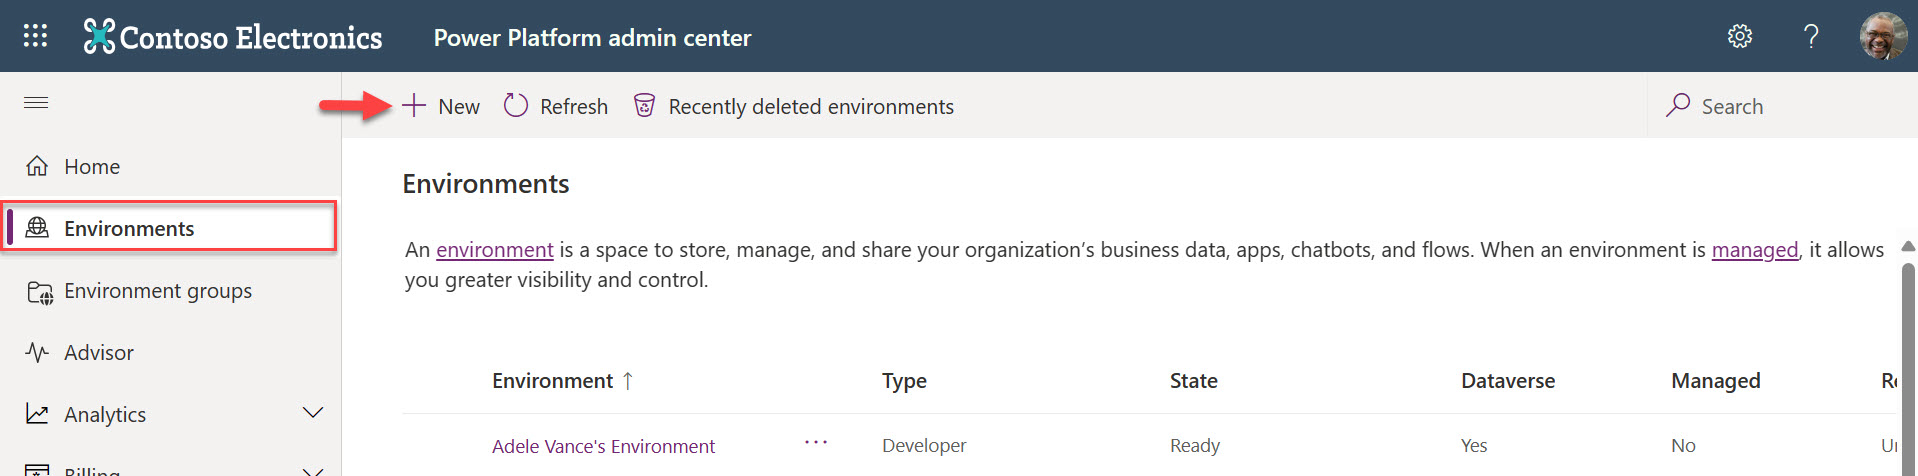 Contoso Electronics
Power Platform admin center
?
New
Refresh
Recently deleted environments
Search
Home
Environments
Environment groups
Advisor
Analytics
Billing
Environments
An environment is a space to store, manage, and share your organization’s business data, apps, chatbots, and flows. When an environment is managed, it allows
you greater visibility and control.
Environment ↑ Type State Dataverse Managed
Adele Vance's Environment ... Developer Ready Yes No